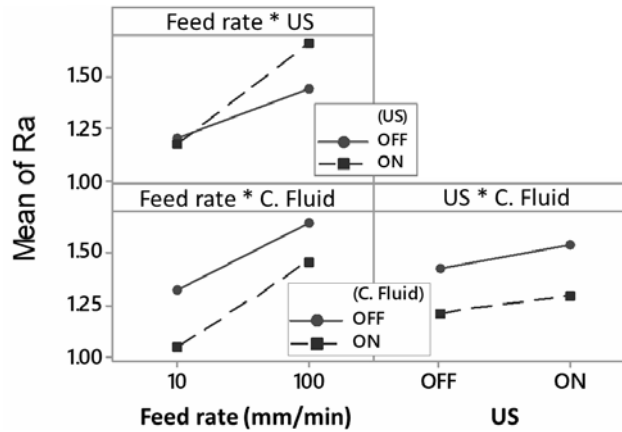 Feed rate * US
Mean of Ra
1.50
1.25
1.00
(US)
OFF
ON
Feed rate * C. Fluid
US * C. Fluid
1.50
1.25
1.00
(C. Fluid)
OFF
ON
10
100
OFF
ON
Feed rate (mm/min)
US